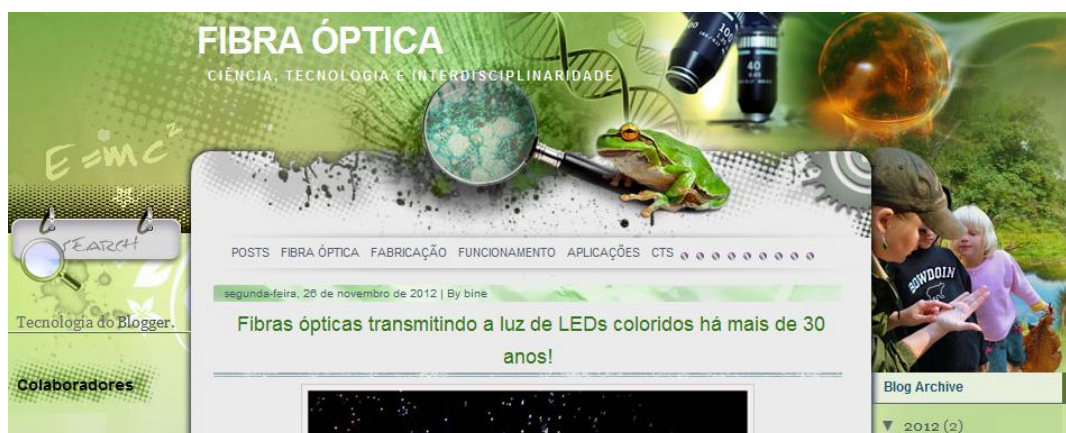 FIBRA ÓPTICA
CIÊNCIA, TECNOLOGIA E INTERDISCIPLINARIDADE
E=mc²
SEARCH
POSTS FIBRA ÓPTICA FABRICAÇÃO FUNCIONAMENTO APLICAÇÕES CTS
segunda-feira, 26 de novembro de 2012 | By bine
Tecnologia do Blogger.
Fibras ópticas transmitindo a luz de LEDs coloridos há mais de 30
anos!
Colaboradores
100
40
BOWDOIN
Blog Archive
▼ 2012 (2)